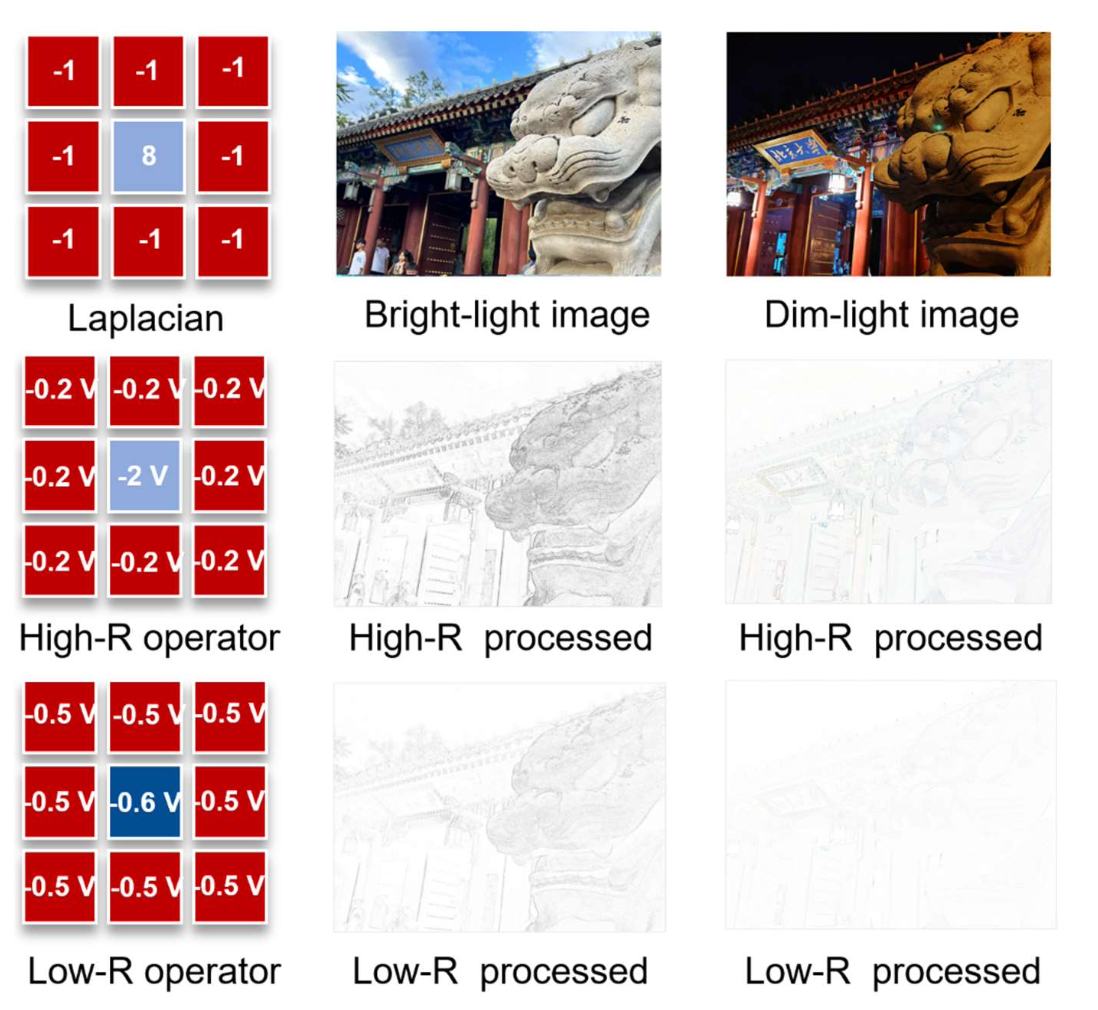 -1 -1 -1
-1 8 -1
-1 -1 -1
Laplacian
Bright-light image
Dim-light image
-0.2 V -0.2 V -0.2 V
-0.2 V -2 V -0.2 V
-0.2 V -0.2 V -0.2 V
High-R operator
High-R processed
High-R processed
-0.5 V -0.5 V -0.5 V
-0.5 V -0.6 V -0.5 V
-0.5 V -0.5 V -0.5 V
Low-R operator
Low-R processed
Low-R processed